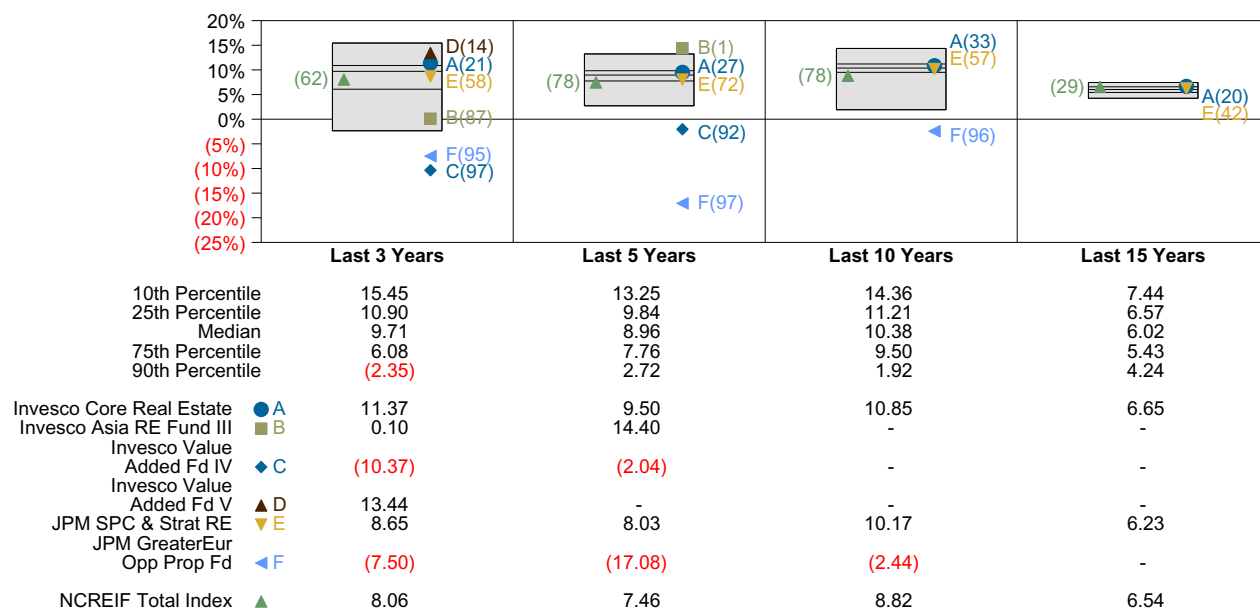 20%
15%
10%
5%
0%
(5%)
(10%)
(15%)
(20%)
(25%)
(62)
D(14)
A(21)
E(58)
B(87)
F(95)
C(97)
(78)
B(1)
A(27)
E(72)
C(92)
F(97)
(78)
A(33)
E(57)
F(96)
(29)
A(20)
E(42)
Last 3 Years Last 5 Years Last 10 Years Last 15 Years
10th Percentile 15.45 13.25 14.36 7.44
25th Percentile 10.90 9.84 11.21 6.57
Median 9.71 8.96 10.38 6.02
75th Percentile 6.08 7.76 9.50 5.43
90th Percentile (2.35) 2.72 1.92 4.24
Invesco Core Real Estate A 11.37 9.50 10.85 6.65
Invesco Asia RE Fund III B 0.10 14.40 - -
Invesco Value
Added Fd IV C (10.37) (2.04) - -
Invesco Value
Added Fd V D 13.44 - - -
JPM SPC & Strat RE E 8.65 8.03 10.17 6.23
JPM GreaterEur
Opp Prop Fd F (7.50) (17.08) (2.44) -
NCREIF Total Index 8.06 7.46 8.82 6.54